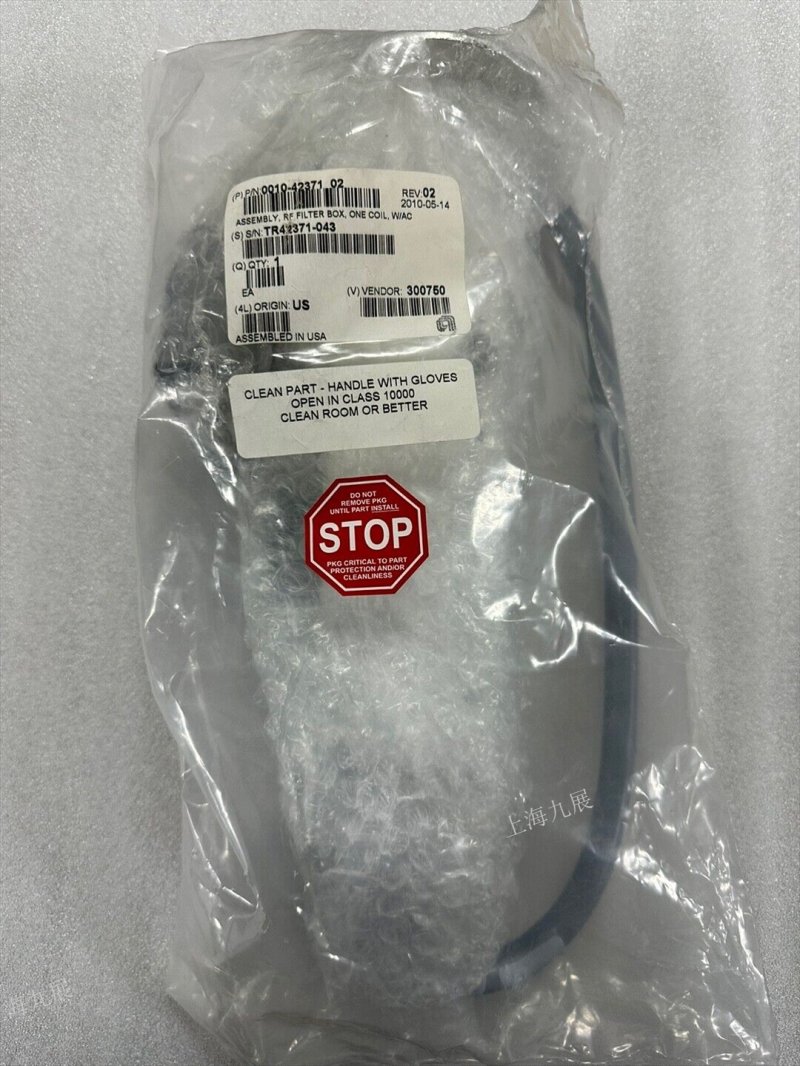 (P) P/N:0010-42371 02
REV:02
2010-05-14
ASSEMBLY, RF FILTER BOX, ONE COIL, W/AC
(S) S/N:TR42371-043
(Q) QTY: 1
EA
(V) VENDOR: 300750
(4L) ORIGIN: US
ASSEMBLED IN USA
CLEAN PART - HANDLE WITH GLOVES
OPEN IN CLASS 10000
CLEAN ROOM OR BETTER
DO NOT
REMOVE PKG
UNTIL PART INSTALL
STOP
PKG CRITICAL TO PART
PROTECTION AND/OR
CLEANLINESS
上海九展
海九展